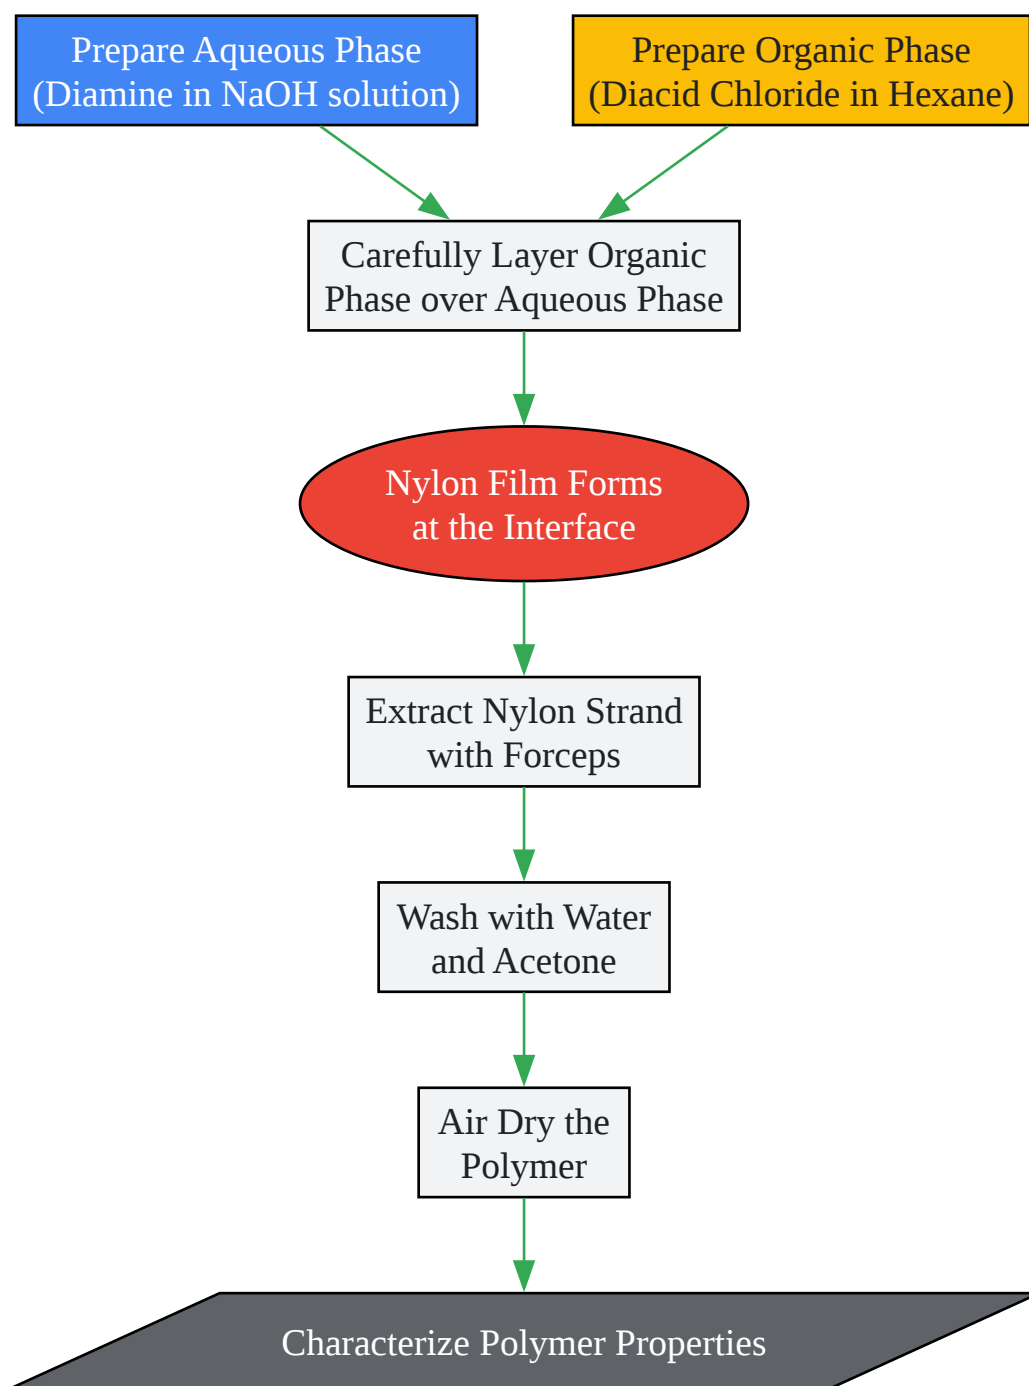 Prepare Aqueous Phase
(Diamine in NaOH solution)
Prepare Organic Phase
(Diacid Chloride in Hexane)
Carefully Layer Organic
Phase over Aqueous Phase
Nylon Film Forms
at the Interface
Extract Nylon Strand
with Forceps
Wash with Water
and Acetone
Air Dry the
Polymer
Characterize Polymer Properties